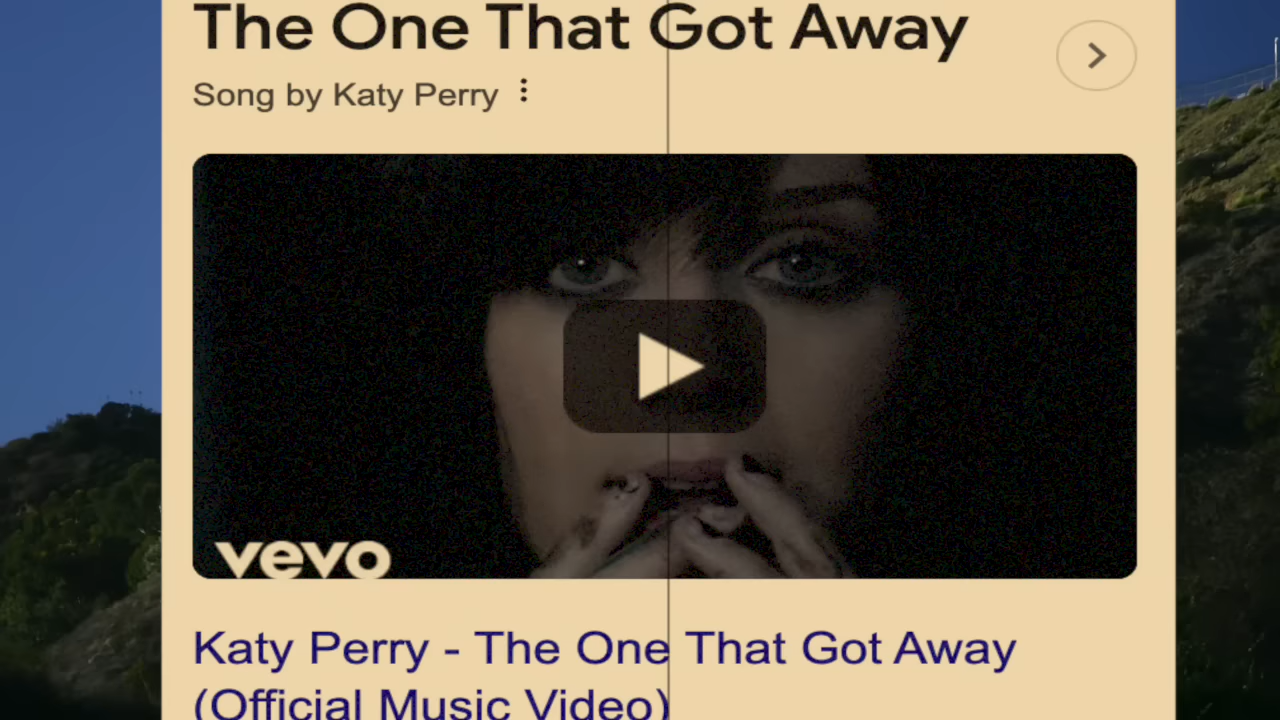 The One That Got Away
Song by Katy Perry
vevo
Katy Perry - The One That Got Away
(Official Music Video)